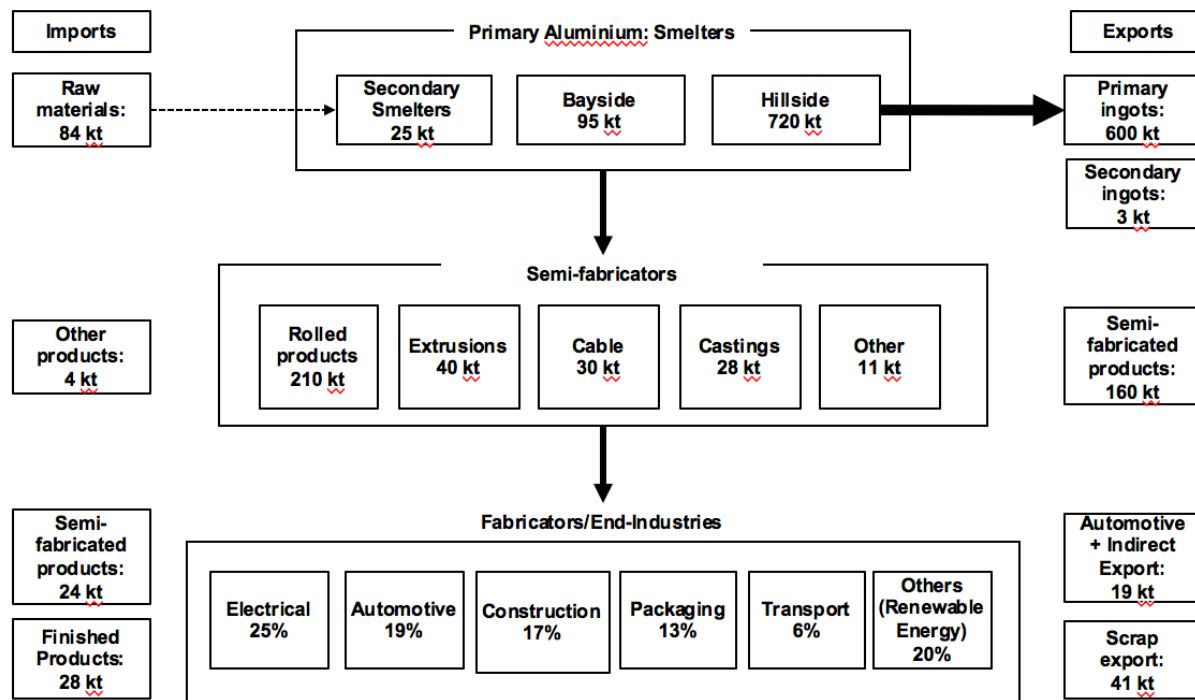 Imports
Primary Aluminium: Smelters
Exports
Raw
materials:
84 kt
Secondary
Smelters
25 kt
Bayside
95 kt
Hillside
720 kt
Primary
ingots:
600 kt
Secondary
ingots:
3 kt
Semi-fabricators
Other
products:
4 kt
Rolled
products
210 kt
Extrusions
40 kt
Cable
30 kt
Castings
28 kt
Other
11 kt
Semi-
fabricated
products:
160 kt
Fabricators/End-Industries
Semi-
fabricated
products:
24 kt
Finished
Products:
28 kt
Electrical
25%
Automotive
19%
Construction
17%
Packaging
13%
Transport
6%
Others
(Renewable
Energy)
20%
Automotive
+ Indirect
Export:
19 kt
Scrap
export:
41 kt